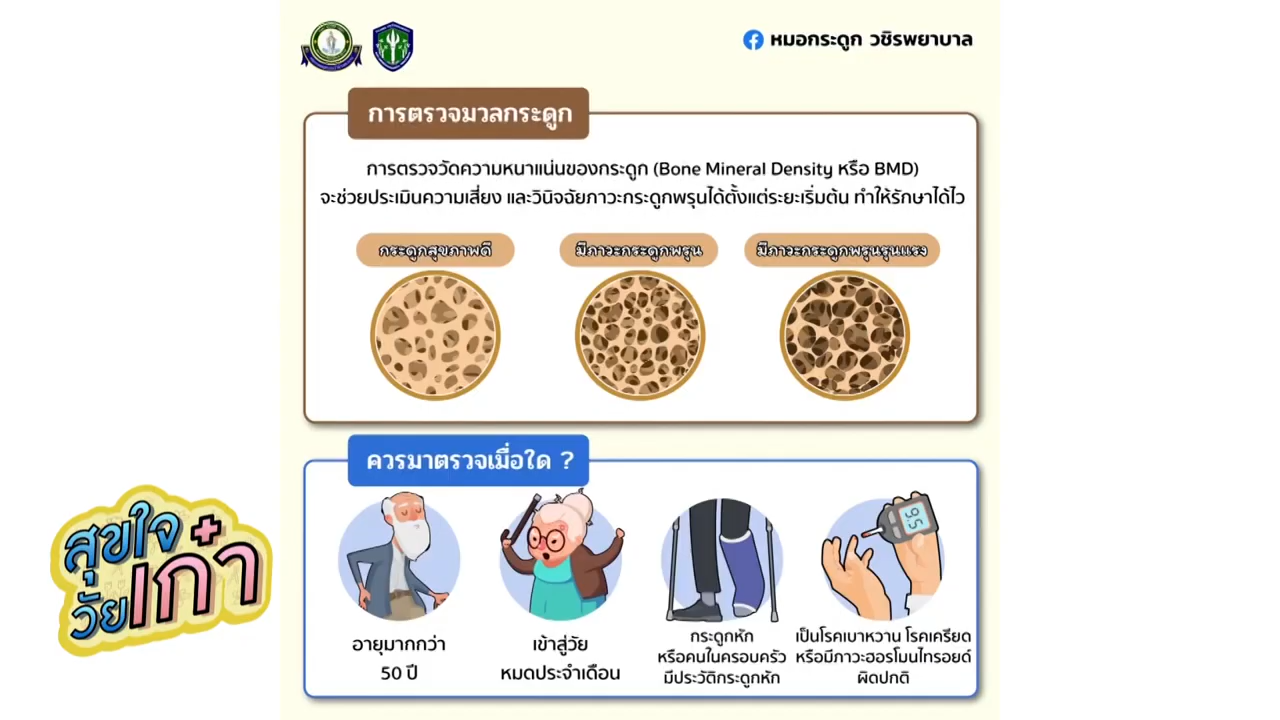 หมอกระดูก วชิรพยาบาล
การตรวจมวลกระดูก
การตรวจวัดความหนาแน่นของกระดูก (Bone Mineral Density หรือ BMD)
จะช่วยประเมินความเสี่ยง และวินิจฉัยภาวะกระดูกพรุนได้ตั้งแต่ระยะเริ่มต้น ทำให้รักษาได้ไว
กระดูกสุขภาพดี
มีภาวะกระดูกพรุน
มีภาวะกระดูกพรุนรุนแรง
ควรมาตรวจเมื่อใด ?
9.5
อายุมากกว่า
50 ปี
เข้าสู่วัย
หมดประจำเดือน
กระดูกหัก
หรือคนในครอบครัว
มีประวัติกระดูกหัก
เป็นโรคเบาหวาน โรคเครียด
หรือมีภาวะฮอรโมนไทรอยด์
ผิดปกติ
สุขใจ
วัยเก๋า